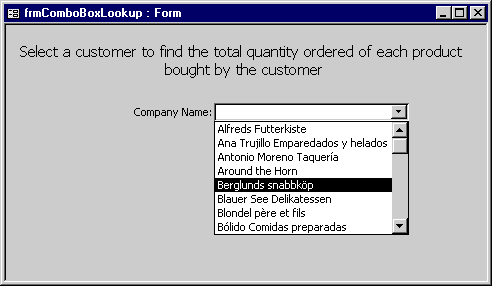 frmComboBoxLookup : Form
Select a customer to find the total quantity ordered of each product
bought by the customer
Company Name:
Alfreds Futterkiste
Ana Trujillo Emparedados y helados
Antonio Moreno Taquería
Around the Horn
Berglunds snabbköp
Blauer See Delikatessen
Blondel père et fils
Bólido Comidas preparadas